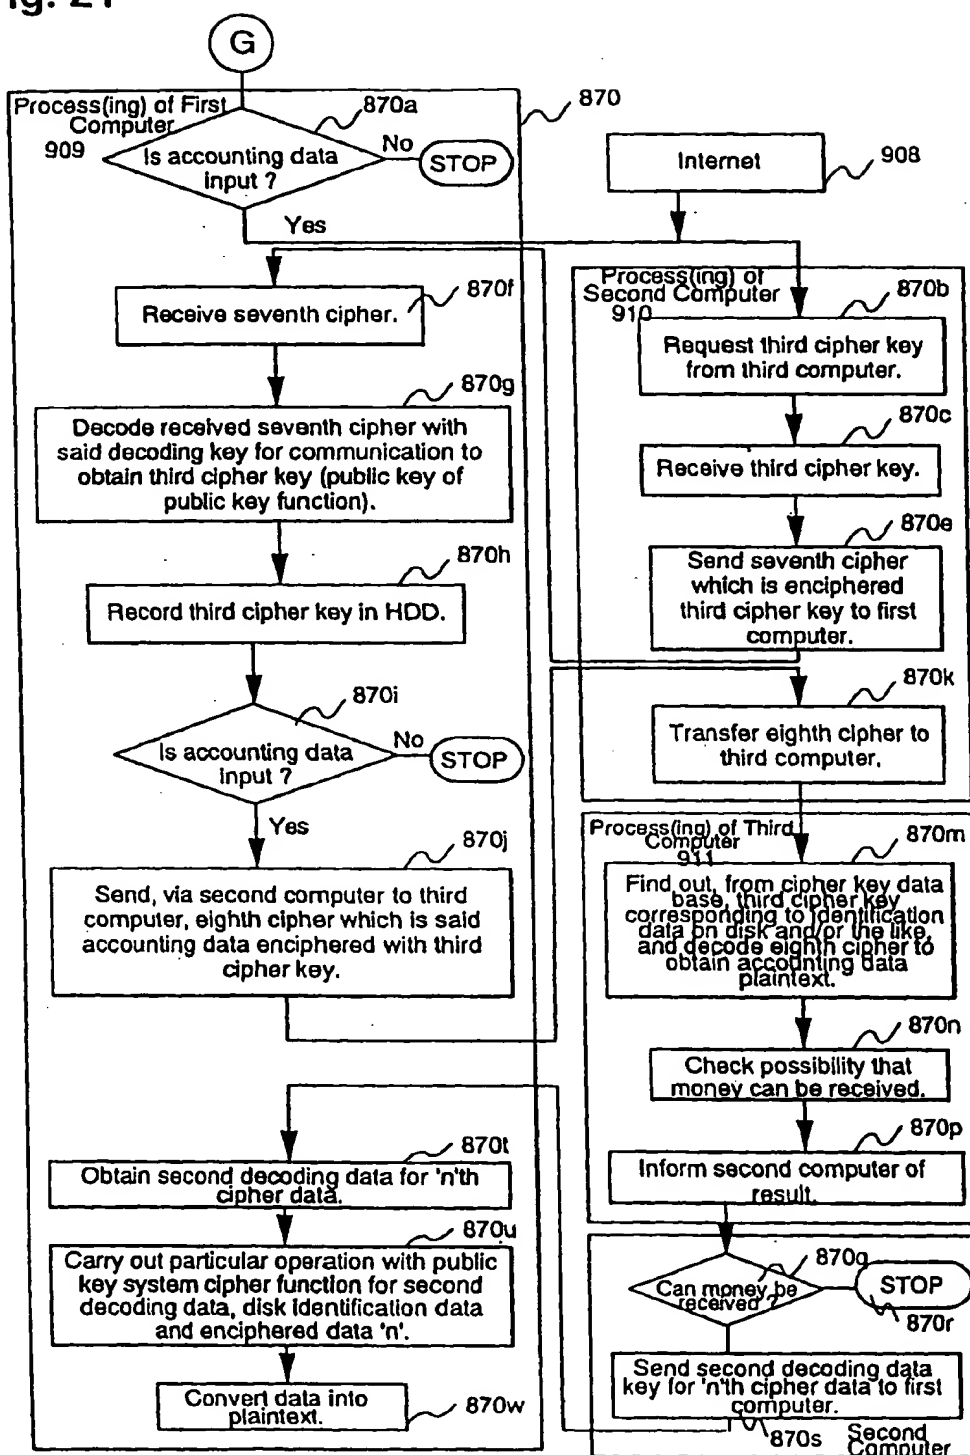 G
Process(ing) of First
Computer
909
870a
870
Is accounting data
input ?
No
STOP
Yes
Internet
908
870f
Receive seventh cipher.
870g
Decode received seventh cipher with
said decoding key for communication to
obtain third cipher key (public key of
public key function).
870h
Record third cipher key in HDD.
870i
Is accounting data
input ?
No
STOP
Yes
870j
Send, via second computer to third
computer, eighth cipher which is said
accounting data enciphered with third
cipher key.
Process(ing) of
Second Computer
910
870b
Request third cipher key
from third computer.
870c
Receive third cipher key.
870e
Send seventh cipher
which is enciphered
third cipher key to first
computer.
870k
Transfer eighth cipher to
third computer.
Process(ing) of Third
Computer
911
870m
Find out, from cipher key data
base, third cipher key
corresponding to identification
data on disk and/or the like,
and decode eighth cipher to
obtain accounting data
plaintext.
870n
Check possibility that
money can be received.
870p
Inform second computer of
result.
870q
Can money be
received ?
STOP
870r
Send second decoding data
key for 'n'th cipher data to first
computer.
870s
Second
Computer
870t
Obtain second decoding data for 'n'th
cipher data.
870u
Carry out particular operation with public
key system cipher function for second
decoding data, disk identification data
and enciphered data 'n'.
Convert data into
plaintext.
870w